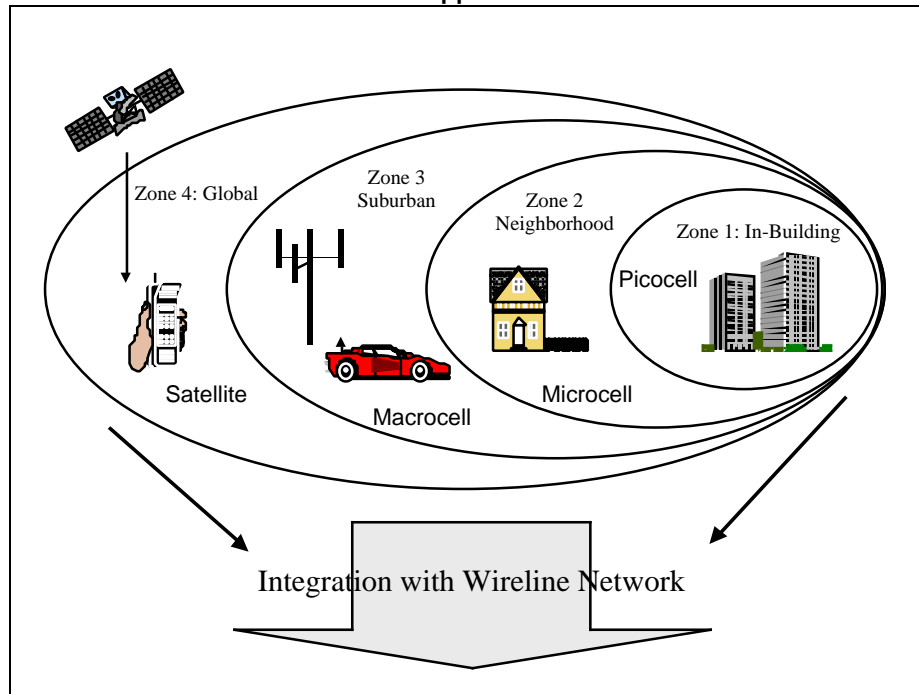 Zone 4: Global
Zone 3
Suburban
Zone 2
Neighborhood
Zone 1: In-Building
Picocell
Satellite
Macrocell
Microcell
Integration with Wireline Network